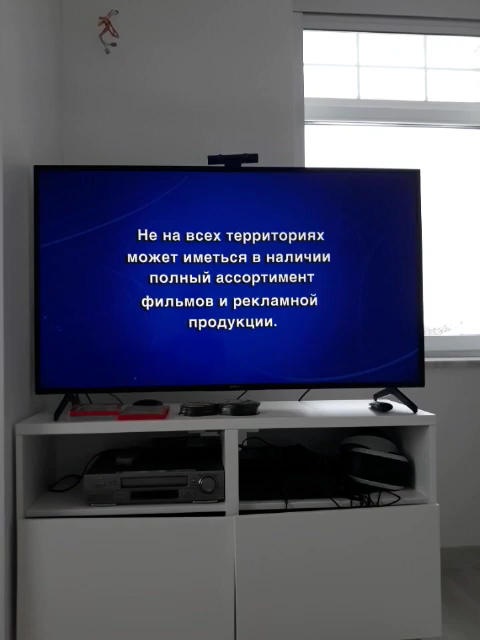 Не на всех территориях
может иметься в наличии
полный ассортимент
фильмов и рекламной
продукции.